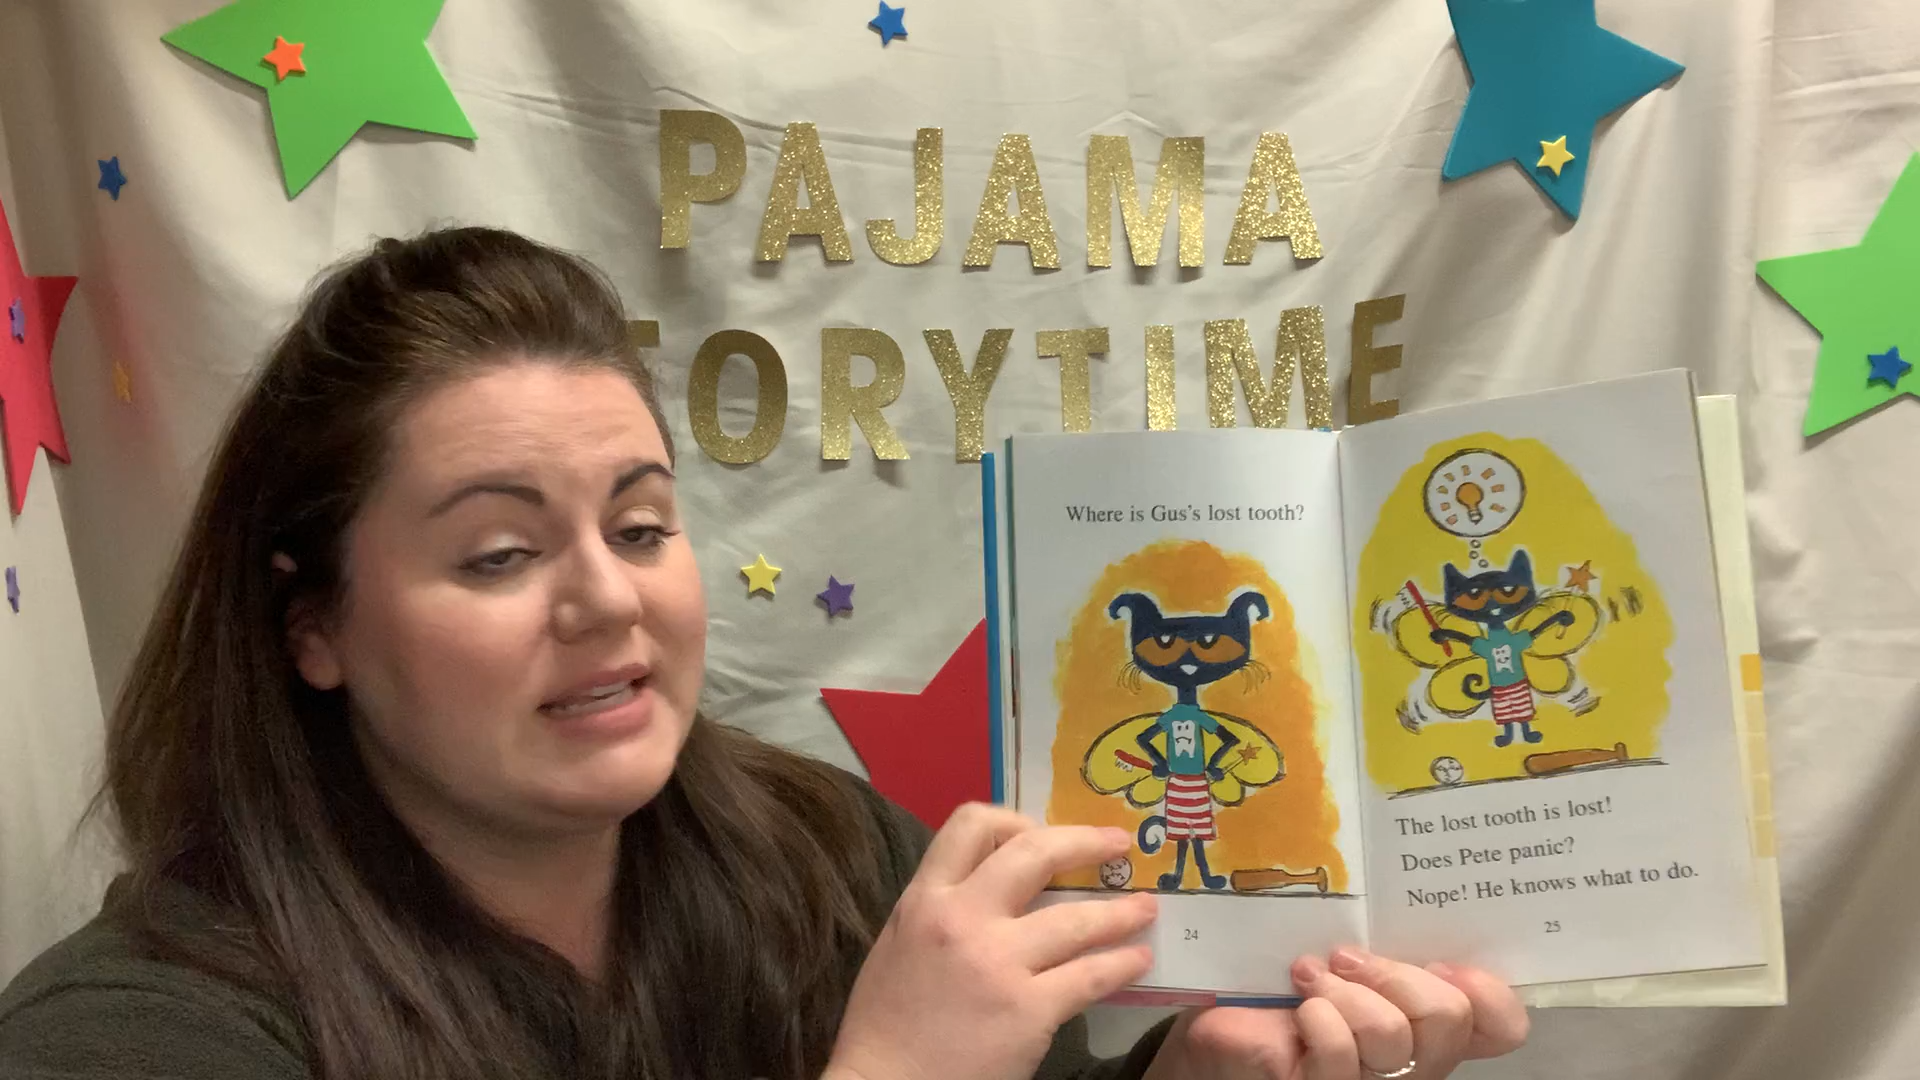 PAJAMA
TORYTIME
Where is Gus's lost tooth?
24
The lost tooth is lost!
Does Pete panic?
Nope! He knows what to do.
25